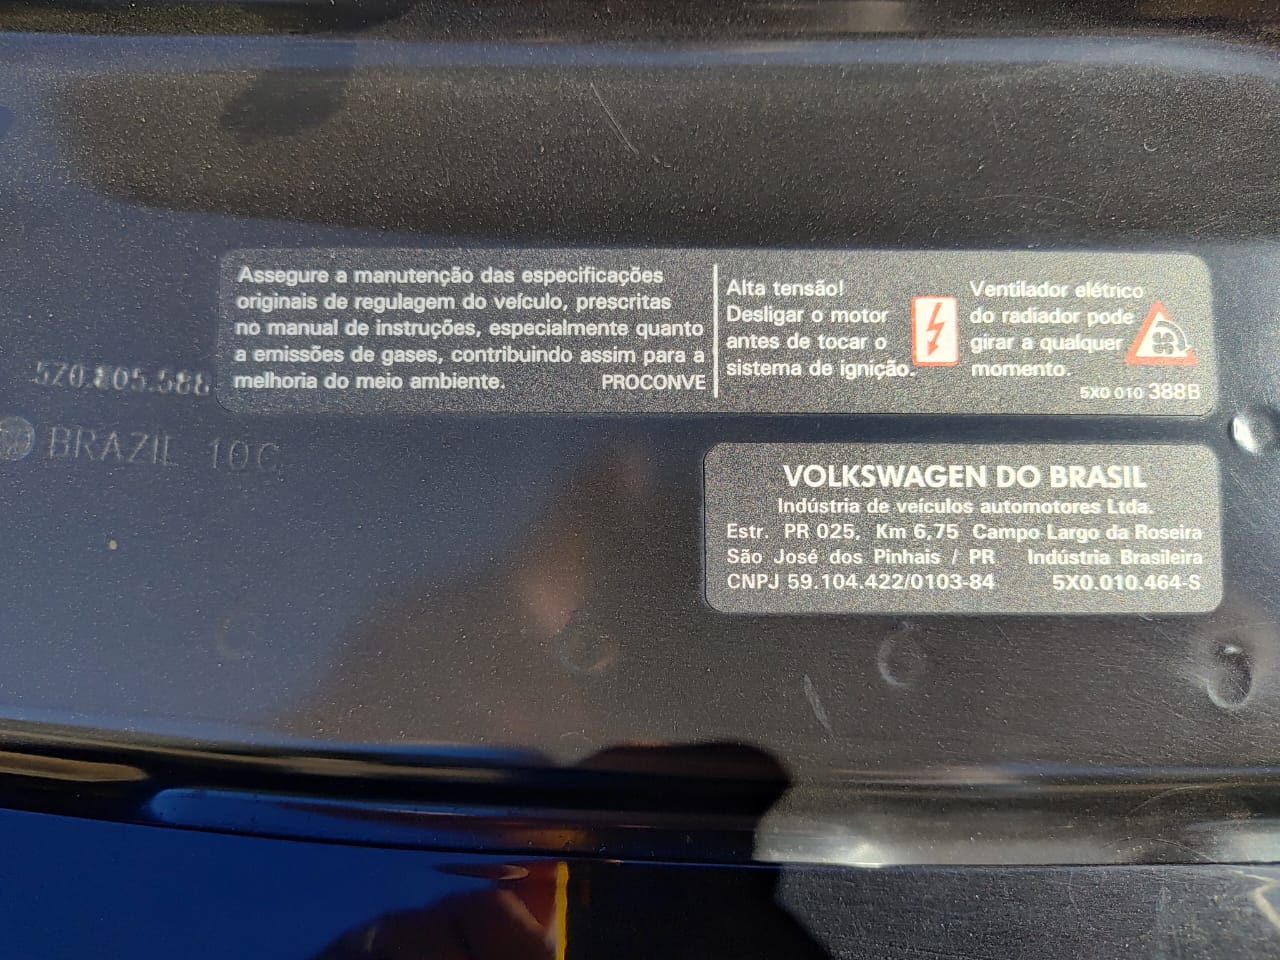 Assegure a manutenção das especificações
originais de regulagem do veículo, prescritas
no manual de instruções, especialmente quanto
a emissões de gases, contribuindo assim para a
melhoria do meio ambiente. PROCONVE
Alta tensão!
Desligar o motor
antes de tocar o
sistema de ignição.
Ventilador elétrico
do radiador pode
girar a qualquer
momento.
5X0 010 388B
BRAZIL 10C
VOLKSWAGEN DO BRASIL
Indústria de veículos automotores Ltda.
Estr. PR 025, Km 6,75 Campo Largo da Roseira
São José dos Pinhais / PR Indústria Brasileira
CNPJ 59.104.422/0103-84 5X0.010.464-S